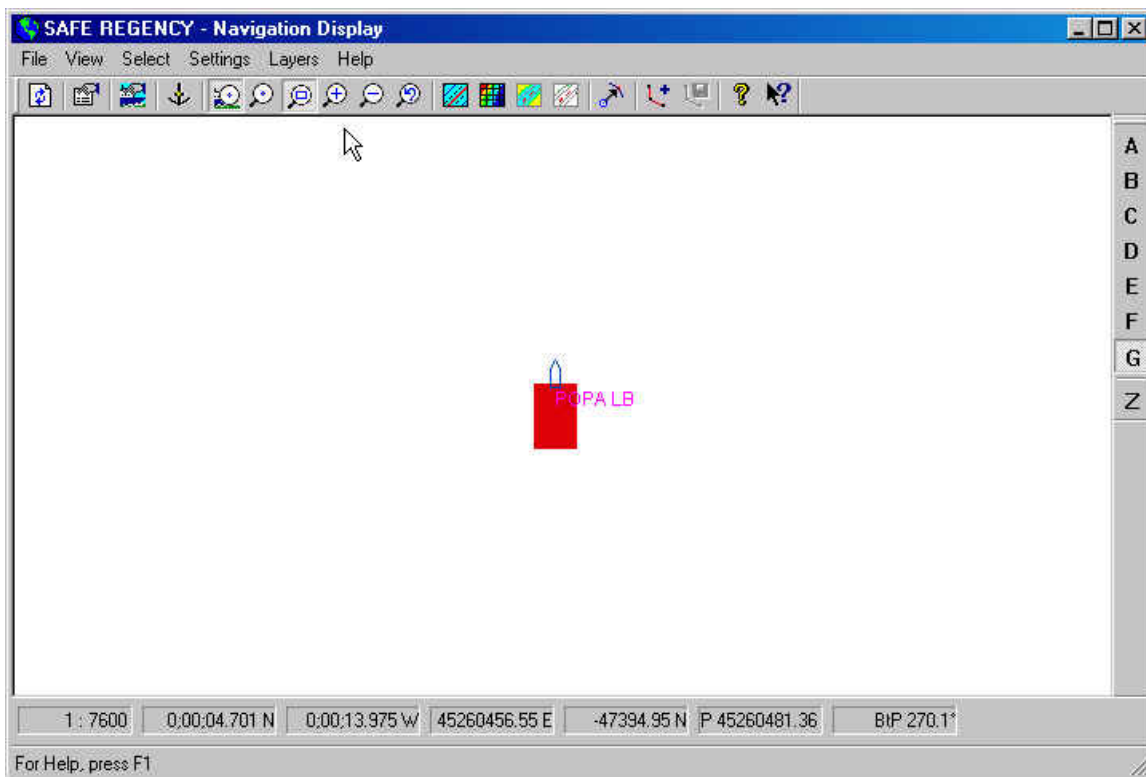 SAFE REGENCY - Navigation Display
File View Select Settings Layers Help
A
B
C
D
E
F
G
Z
POPA LB
1 : 7600 0;00;04.701 N 0;00;13.975 W 45260456.55 E -47394.95 N P 45260481.36 BtP 270.1°
For Help, press F1